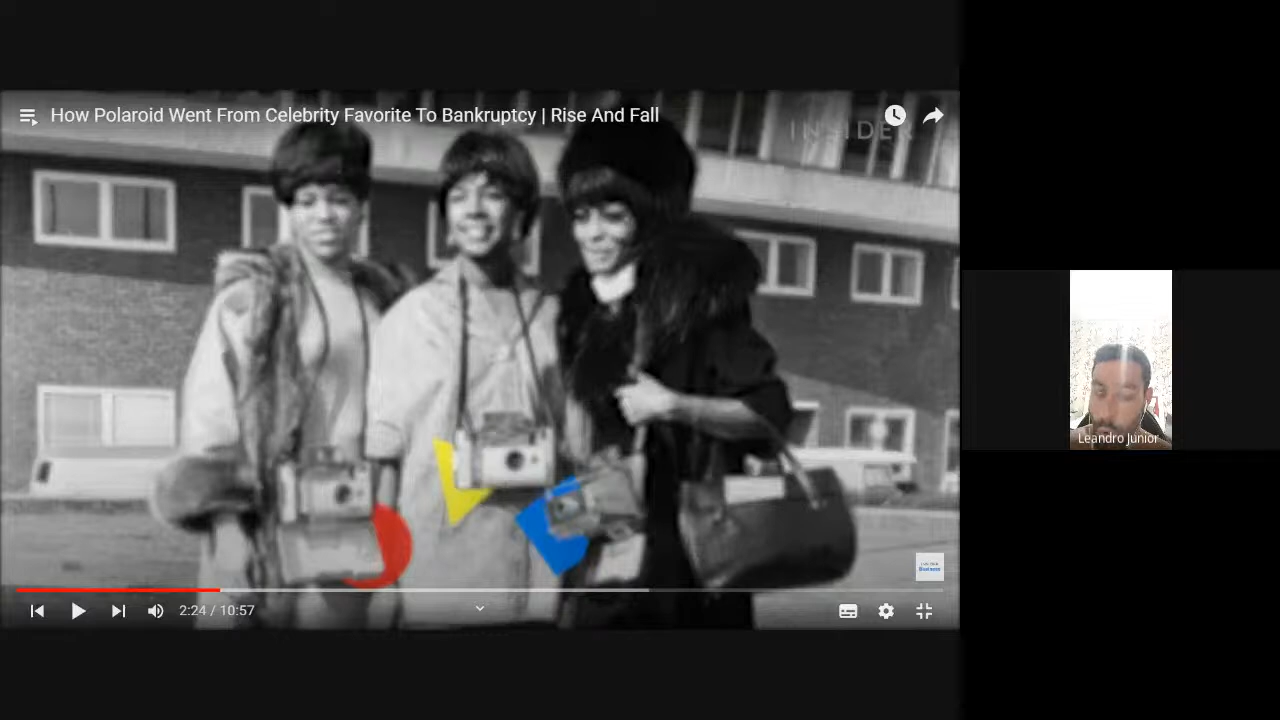 How Polaroid Went From Celebrity Favorite To Bankruptcy | Rise And Fall
INSIDER
2:24 / 10:57
Leandro Junior